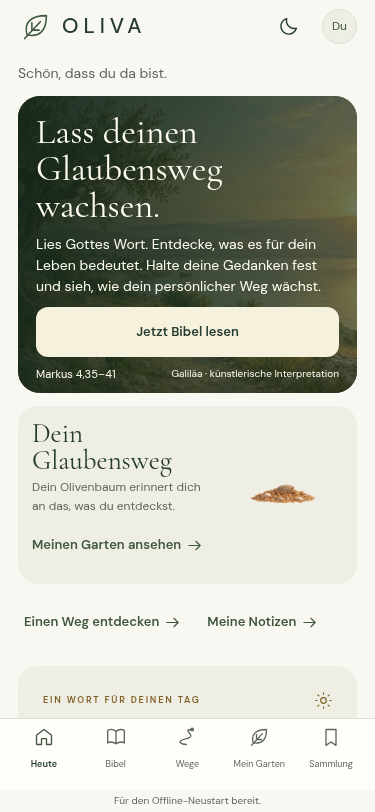 OLIVA
Du
Schön, dass du da bist.
Lass deinen
Glaubensweg
wachsen.
Lies Gottes Wort. Entdecke, was es für dein
Leben bedeutet. Halte deine Gedanken fest
und sieh, wie dein persönlicher Weg wächst.
Jetzt Bibel lesen
Markus 4,35–41
Galiläa · künstlerische Interpretation
Dein
Glaubensweg
Dein Olivenbaum erinnert dich
an das, was du entdeckst.
Meinen Garten ansehen →
Einen Weg entdecken →
Meine Notizen →
EIN WORT FÜR DEINEN TAG
Heute
Bibel
Wege
Mein Garten
Sammlung
Für den Offline-Neustart bereit.